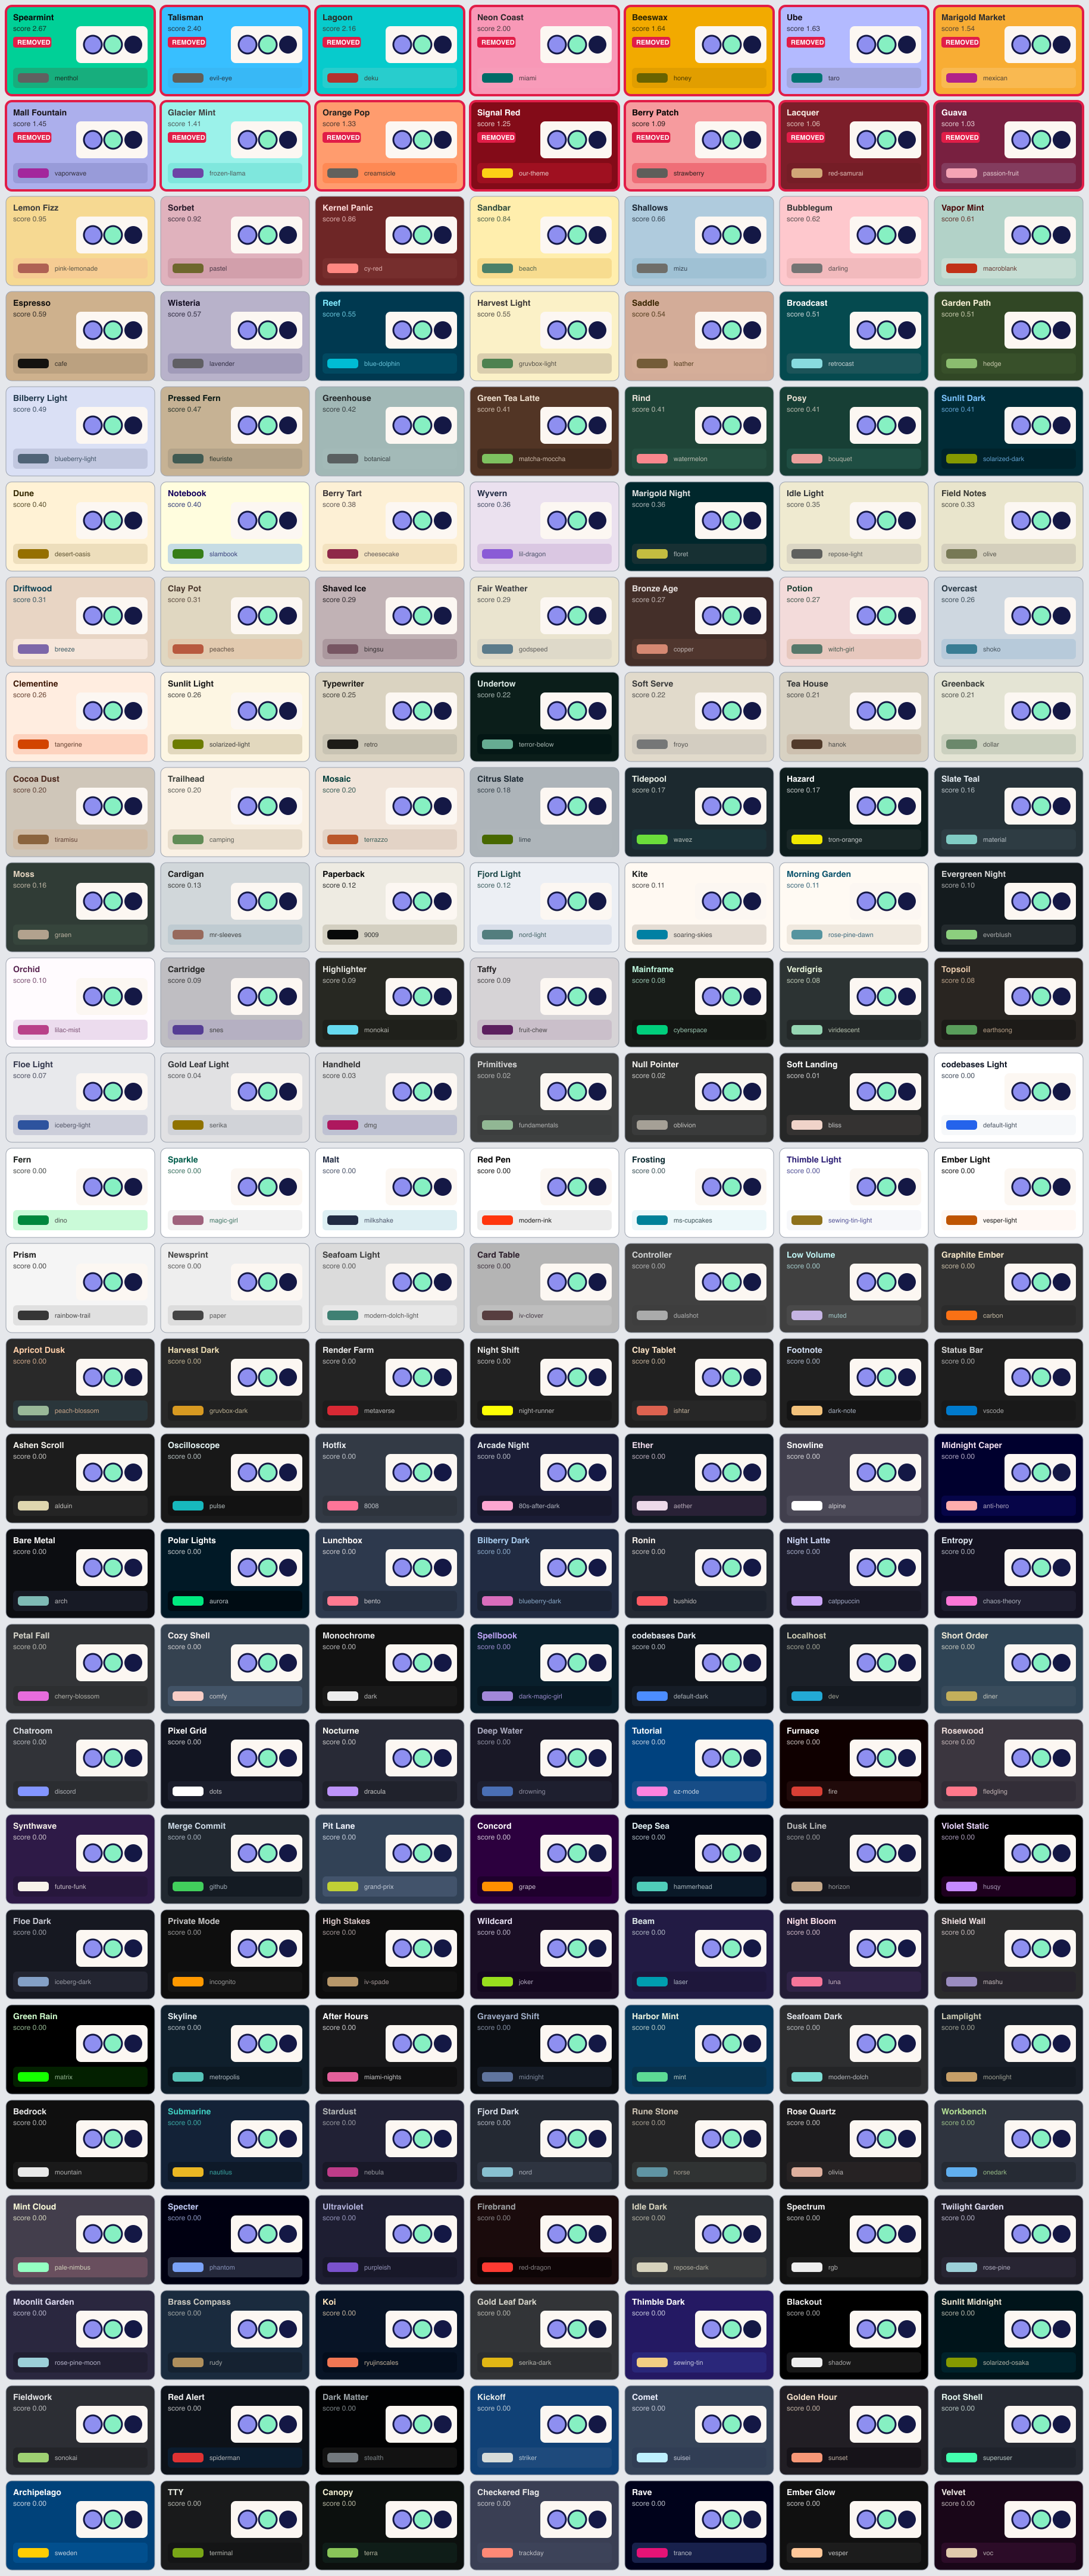 Spearmint
score 2.67
REMOVED
menthol
Talisman
score 2.40
REMOVED
evil-eye
Lagoon
score 2.16
REMOVED
deku
Neon Coast
score 2.00
REMOVED
miami
Beeswax
score 1.64
REMOVED
honey
Ube
score 1.63
REMOVED
taro
Marigold Market
score 1.54
REMOVED
mexican
Mall Fountain
score 1.45
REMOVED
vaporwave
Glacier Mint
score 1.41
REMOVED
frozen-llama
Orange Pop
score 1.33
REMOVED
creamsicle
Signal Red
score 1.25
REMOVED
our-theme
Berry Patch
score 1.09
REMOVED
strawberry
Lacquer
score 1.06
REMOVED
red-samurai
Guava
score 1.03
REMOVED
passion-fruit
Lemon Fizz
score 0.95
pink-lemonade
Sorbet
score 0.92
pastel
Kernel Panic
score 0.86
cy-red
Sandbar
score 0.84
beach
Shallows
score 0.66
mizu
Bubblegum
score 0.62
darling
Vapor Mint
score 0.61
macroblank
Espresso
score 0.59
cafe
Wisteria
score 0.57
lavender
Reef
score 0.55
blue-dolphin
Harvest Light
score 0.55
gruvbox-light
Saddle
score 0.54
leather
Broadcast
score 0.51
retrocast
Garden Path
score 0.51
hedge
Bilberry Light
score 0.49
blueberry-light
Pressed Fern
score 0.47
fleuriste
Greenhouse
score 0.42
botanical
Green Tea Latte
score 0.41
matcha-moccha
Rind
score 0.41
watermelon
Posy
score 0.41
bouquet
Sunlit Dark
score 0.41
solarized-dark
Dune
score 0.40
desert-oasis
Notebook
score 0.40
slambook
Berry Tart
score 0.38
cheesecake
Wyvern
score 0.36
lil-dragon
Marigold Night
score 0.36
floret
Idle Light
score 0.35
repose-light
Field Notes
score 0.33
olive
Driftwood
score 0.31
breeze
Clay Pot
score 0.31
peaches
Shaved Ice
score 0.29
bingsu
Fair Weather
score 0.29
godspeed
Bronze Age
score 0.27
copper
Potion
score 0.27
witch-girl
Overcast
score 0.26
shoko
Clementine
score 0.26
tangerine
Sunlit Light
score 0.26
solarized-light
Typewriter
score 0.25
retro
Undertow
score 0.22
terror-below
Soft Serve
score 0.22
froyo
Tea House
score 0.21
hanok
Greenback
score 0.21
dollar
Cocoa Dust
score 0.20
tiramisu
Trailhead
score 0.20
camping
Mosaic
score 0.20
terrazzo
Citrus Slate
score 0.18
lime
Tidepool
score 0.17
wavez
Hazard
score 0.17
tron-orange
Slate Teal
score 0.16
material
Moss
score 0.16
graen
Cardigan
score 0.13
mr-sleeves
Paperback
score 0.12
9009
Fjord Light
score 0.12
nord-light
Kite
score 0.11
soaring-skies
Morning Garden
score 0.11
rose-pine-dawn
Evergreen Night
score 0.10
everblush
Orchid
score 0.10
lilac-mist
Cartridge
score 0.09
snes
Highlighter
score 0.09
monokai
Taffy
score 0.09
fruit-chew
Mainframe
score 0.08
cyberspace
Verdigris
score 0.08
viridescent
Topsoil
score 0.08
earthsong
Floe Light
score 0.07
iceberg-light
Gold Leaf Light
score 0.04
serika
Handheld
score 0.03
dmg
Primitives
score 0.02
fundamentals
Null Pointer
score 0.02
oblivion
Soft Landing
score 0.01
bliss
codebases Light
score 0.00
default-light
Fern
score 0.00
dino
Sparkle
score 0.00
magic-girl
Malt
score 0.00
milkshake
Red Pen
score 0.00
modern-ink
Frosting
score 0.00
ms-cupcakes
Thimble Light
score 0.00
sewing-tin-light
Ember Light
score 0.00
vesper-light
Prism
score 0.00
rainbow-trail
Newsprint
score 0.00
paper
Seafoam Light
score 0.00
modern-dolch-light
Card Table
score 0.00
iv-clover
Controller
score 0.00
dualshot
Low Volume
score 0.00
muted
Graphite Ember
score 0.00
carbon
Apricot Dusk
score 0.00
peach-blossom
Harvest Dark
score 0.00
gruvbox-dark
Render Farm
score 0.00
metaverse
Night Shift
score 0.00
night-runner
Clay Tablet
score 0.00
ishtar
Footnote
score 0.00
dark-note
Status Bar
score 0.00
vscode
Ashen Scroll
score 0.00
alduin
Oscilloscope
score 0.00
pulse
Hotfix
score 0.00
8008
Arcade Night
score 0.00
80s-after-dark
Ether
score 0.00
aether
Snowline
score 0.00
alpine
Midnight Caper
score 0.00
anti-hero
Bare Metal
score 0.00
arch
Polar Lights
score 0.00
aurora
Lunchbox
score 0.00
bento
Bilberry Dark
score 0.00
blueberry-dark
Ronin
score 0.00
bushido
Night Latte
score 0.00
catppuccin
Entropy
score 0.00
chaos-theory
Petal Fall
score 0.00
cherry-blossom
Cozy Shell
score 0.00
comfy
Monochrome
score 0.00
dark
Spellbook
score 0.00
dark-magic-girl
codebases Dark
score 0.00
default-dark
Localhost
score 0.00
dev
Short Order
score 0.00
diner
Chatroom
score 0.00
discord
Pixel Grid
score 0.00
dots
Nocturne
score 0.00
dracula
Deep Water
score 0.00
drowning
Tutorial
score 0.00
ez-mode
Furnace
score 0.00
fire
Rosewood
score 0.00
fledgling
Synthwave
score 0.00
future-funk
Merge Commit
score 0.00
github
Pit Lane
score 0.00
grand-prix
Concord
score 0.00
grape
Deep Sea
score 0.00
hammerhead
Dusk Line
score 0.00
horizon
Violet Static
score 0.00
husqy
Floe Dark
score 0.00
iceberg-dark
Private Mode
score 0.00
incognito
High Stakes
score 0.00
iv-spade
Wildcard
score 0.00
joker
Beam
score 0.00
laser
Night Bloom
score 0.00
luna
Shield Wall
score 0.00
mashu
Green Rain
score 0.00
matrix
Skyline
score 0.00
metropolis
After Hours
score 0.00
miami-nights
Graveyard Shift
score 0.00
midnight
Harbor Mint
score 0.00
mint
Seafoam Dark
score 0.00
modern-dolch
Lamplight
score 0.00
moonlight
Bedrock
score 0.00
mountain
Submarine
score 0.00
nautilus
Stardust
score 0.00
nebula
Fjord Dark
score 0.00
nord
Rune Stone
score 0.00
norse
Rose Quartz
score 0.00
olivia
Workbench
score 0.00
onedark
Mint Cloud
score 0.00
pale-nimbus
Specter
score 0.00
phantom
Ultraviolet
score 0.00
purpleish
Firebrand
score 0.00
red-dragon
Idle Dark
score 0.00
repose-dark
Spectrum
score 0.00
rgb
Twilight Garden
score 0.00
rose-pine
Moonlit Garden
score 0.00
rose-pine-moon
Brass Compass
score 0.00
rudy
Koi
score 0.00
ryujinscales
Gold Leaf Dark
score 0.00
serika-dark
Thimble Dark
score 0.00
sewing-tin
Blackout
score 0.00
shadow
Sunlit Midnight
score 0.00
solarized-osaka
Fieldwork
score 0.00
sonokai
Red Alert
score 0.00
spiderman
Dark Matter
score 0.00
stealth
Kickoff
score 0.00
striker
Comet
score 0.00
suisei
Golden Hour
score 0.00
sunset
Root Shell
score 0.00
superuser
Archipelago
score 0.00
sweden
TTY
score 0.00
terminal
Canopy
score 0.00
terra
Checkered Flag
score 0.00
trackday
Rave
score 0.00
trance
Ember Glow
score 0.00
vesper
Velvet
score 0.00
voc